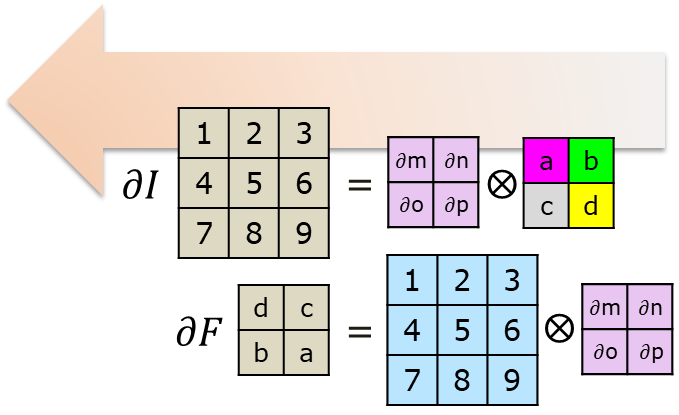 ∂I 1 2 3 = ∂m ∂n ⊗ a b
4 5 6 ∂o ∂p c d
7 8 9
∂F d c = 1 2 3 ⊗ ∂m ∂n
b a 4 5 6 ∂o ∂p
7 8 9